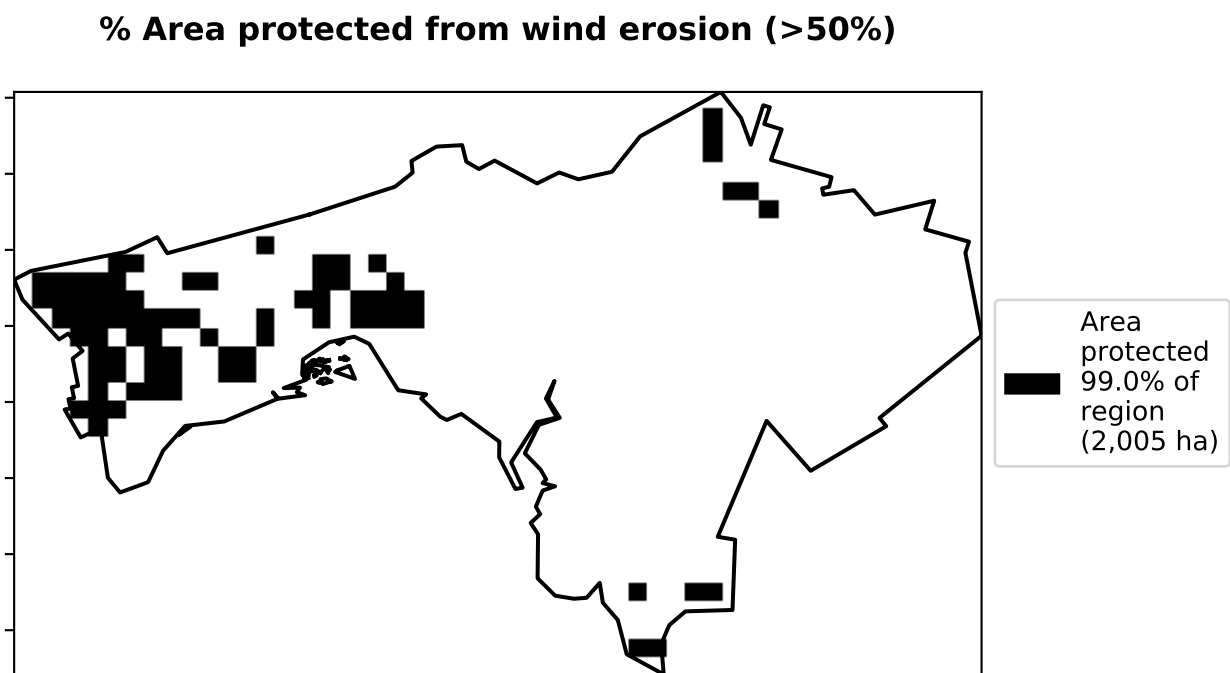 % Area protected from wind erosion (>50%)
Area
protected
99.0% of
region
(2,005 ha)